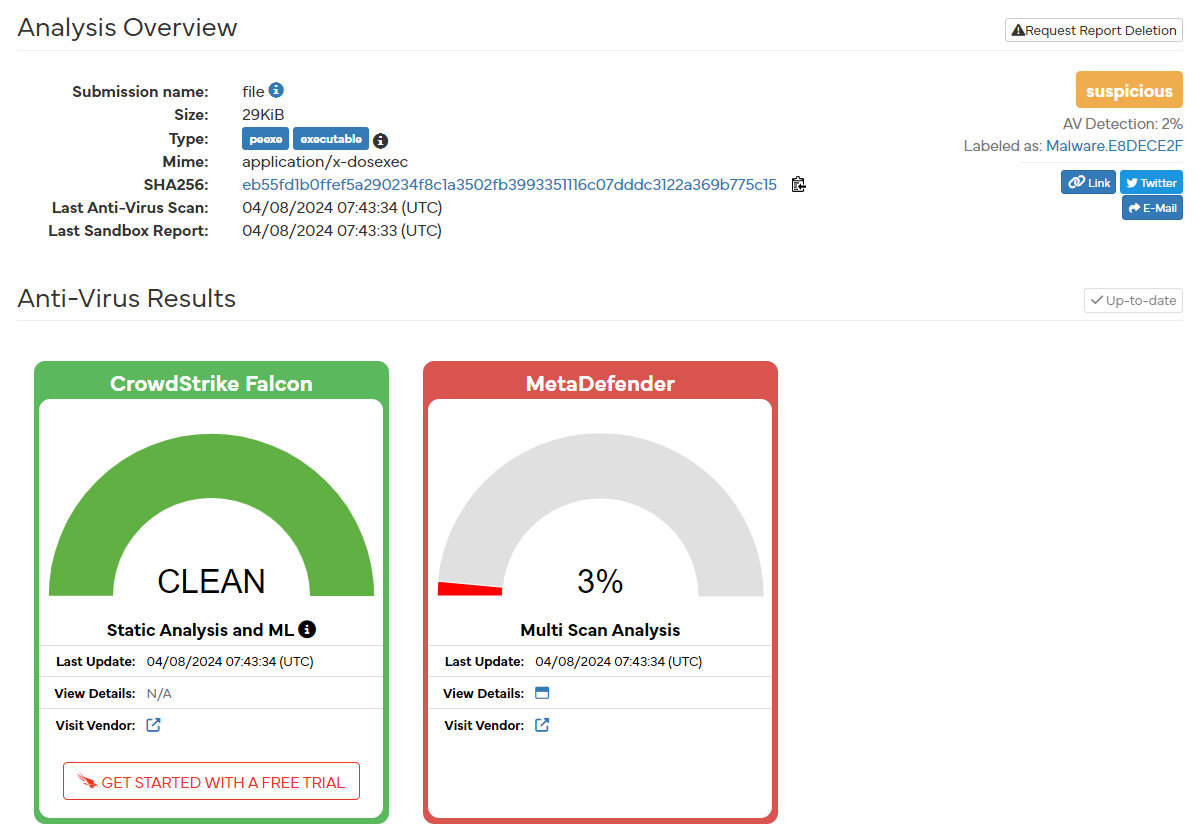 Analysis Overview
Request Report Deletion
Submission name: file
Size: 29KiB
Type: peexe executable
Mime: application/x-dosexec
SHA256: eb55fd1b0ffef5a290234f8c1a3502fb3993351116c07dddc3122a369b775c15
Last Anti-Virus Scan: 04/08/2024 07:43:34 (UTC)
Last Sandbox Report: 04/08/2024 07:43:33 (UTC)
suspicious
AV Detection: 2%
Labeled as: Malware.E8DECE2F
Link Twitter
E-Mail
Anti-Virus Results
Up-to-date
CrowdStrike Falcon
CLEAN
Static Analysis and ML
Last Update: 04/08/2024 07:43:34 (UTC)
View Details: N/A
Visit Vendor:
GET STARTED WITH A FREE TRIAL
MetaDefender
3%
Multi Scan Analysis
Last Update: 04/08/2024 07:43:34 (UTC)
View Details:
Visit Vendor: